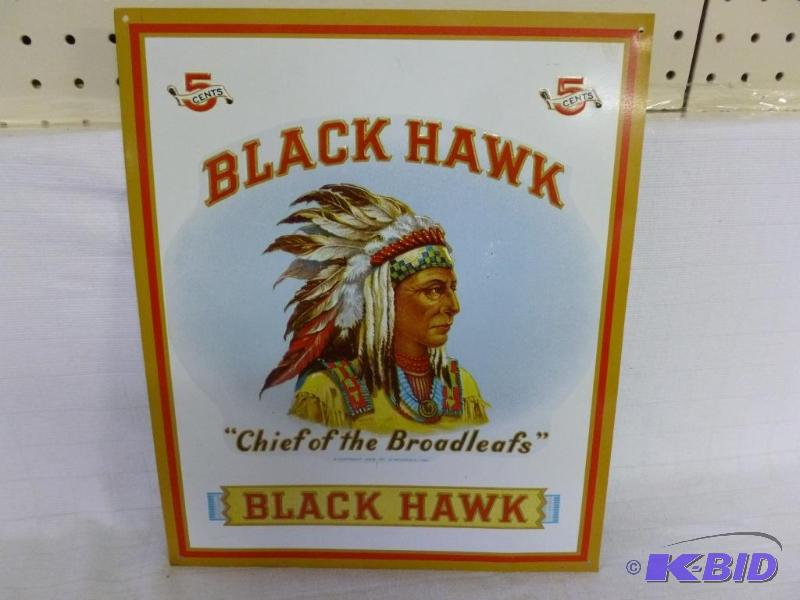 5 CENTS
5 CENTS
BLACK HAWK
"Chief of the Broadleafs"
BLACK HAWK
© K-BID